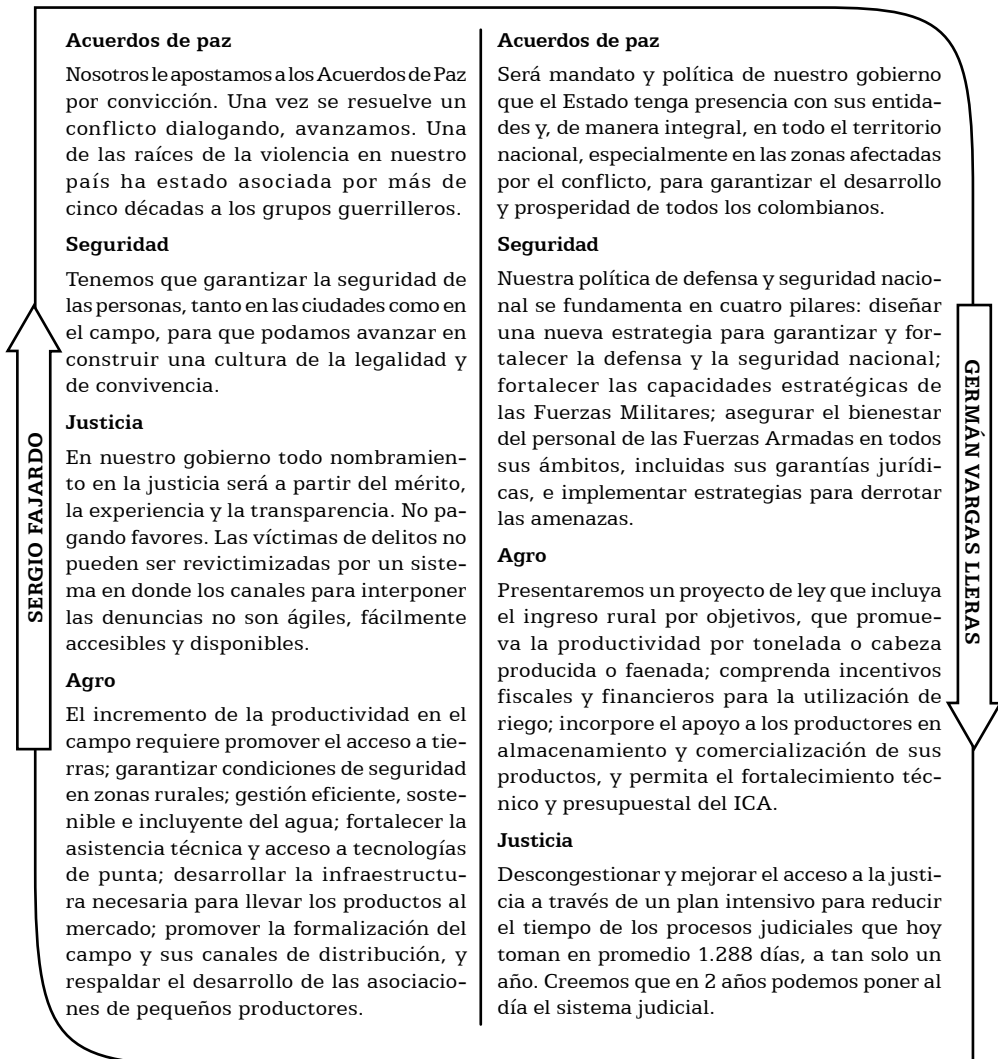 Acuerdos de paz
Nosotros le apostamos a los Acuerdos de Paz
por convicción. Una vez se resuelve un
conflicto dialogando, avanzamos. Una
de las raíces de la violencia en nuestro
país ha estado asociada por más de
cinco décadas a los grupos guerrilleros.
Seguridad
Tenemos que garantizar la seguridad de
las personas, tanto en las ciudades como en
el campo, para que podamos avanzar en
construir una cultura de la legalidad y
de convivencia.
Justicia
En nuestro gobierno todo nombramien-
to en la justicia será a partir del mérito,
la experiencia y la transparencia. No pa-
gando favores. Las víctimas de delitos no
pueden ser revictimizadas por un siste-
ma en donde los canales para interponer
las denuncias no son ágiles, fácilmente
accesibles y disponibles.
Agro
El incremento de la productividad en el
campo requiere promover el acceso a tie-
rras; garantizar condiciones de seguridad
en zonas rurales; gestión eficiente, soste-
nible e incluyente del agua; fortalecer la
asistencia técnica y acceso a tecnologías
de punta; desarrollar la infraestructu-
ra necesaria para llevar los productos al
mercado; promover la formalización del
campo y sus canales de distribución, y
respaldar el desarrollo de las asociacio-
nes de pequeños productores.
SERGIO FAJARDO
Acuerdos de paz
Será mandato y política de nuestro gobierno
que el Estado tenga presencia con sus entida-
des y, de manera integral, en todo el territorio
nacional, especialmente en las zonas afectadas
por el conflicto, para garantizar el desarrollo
y prosperidad de todos los colombianos.
Seguridad
Nuestra política de defensa y seguridad nacio-
nal se fundamenta en cuatro pilares: diseñar
una nueva estrategia para garantizar y for-
talecer la defensa y la seguridad nacional;
fortalecer las capacidades estratégicas de
las Fuerzas Militares; asegurar el bienestar
del personal de las Fuerzas Armadas en todos
sus ámbitos, incluidas sus garantías jurídi-
cas, e implementar estrategias para derrotar
las amenazas.
Agro
Presentaremos un proyecto de ley que incluya
el ingreso rural por objetivos, que promue-
va la productividad por tonelada o cabeza
producida o faenada; comprenda incentivos
fiscales y financieros para la utilización de
riego; incorpore el apoyo a los productores en
almacenamiento y comercialización de sus
productos, y permita el fortalecimiento téc-
nico y presupuestal del ICA.
Justicia
Descongestionar y mejorar el acceso a la justi-
cia a través de un plan intensivo para reducir
el tiempo de los procesos judiciales que hoy
toman en promedio 1.288 días, a tan solo un
año. Creemos que en 2 años podemos poner al
día el sistema judicial.
GERMÁN VARGAS LLERAS